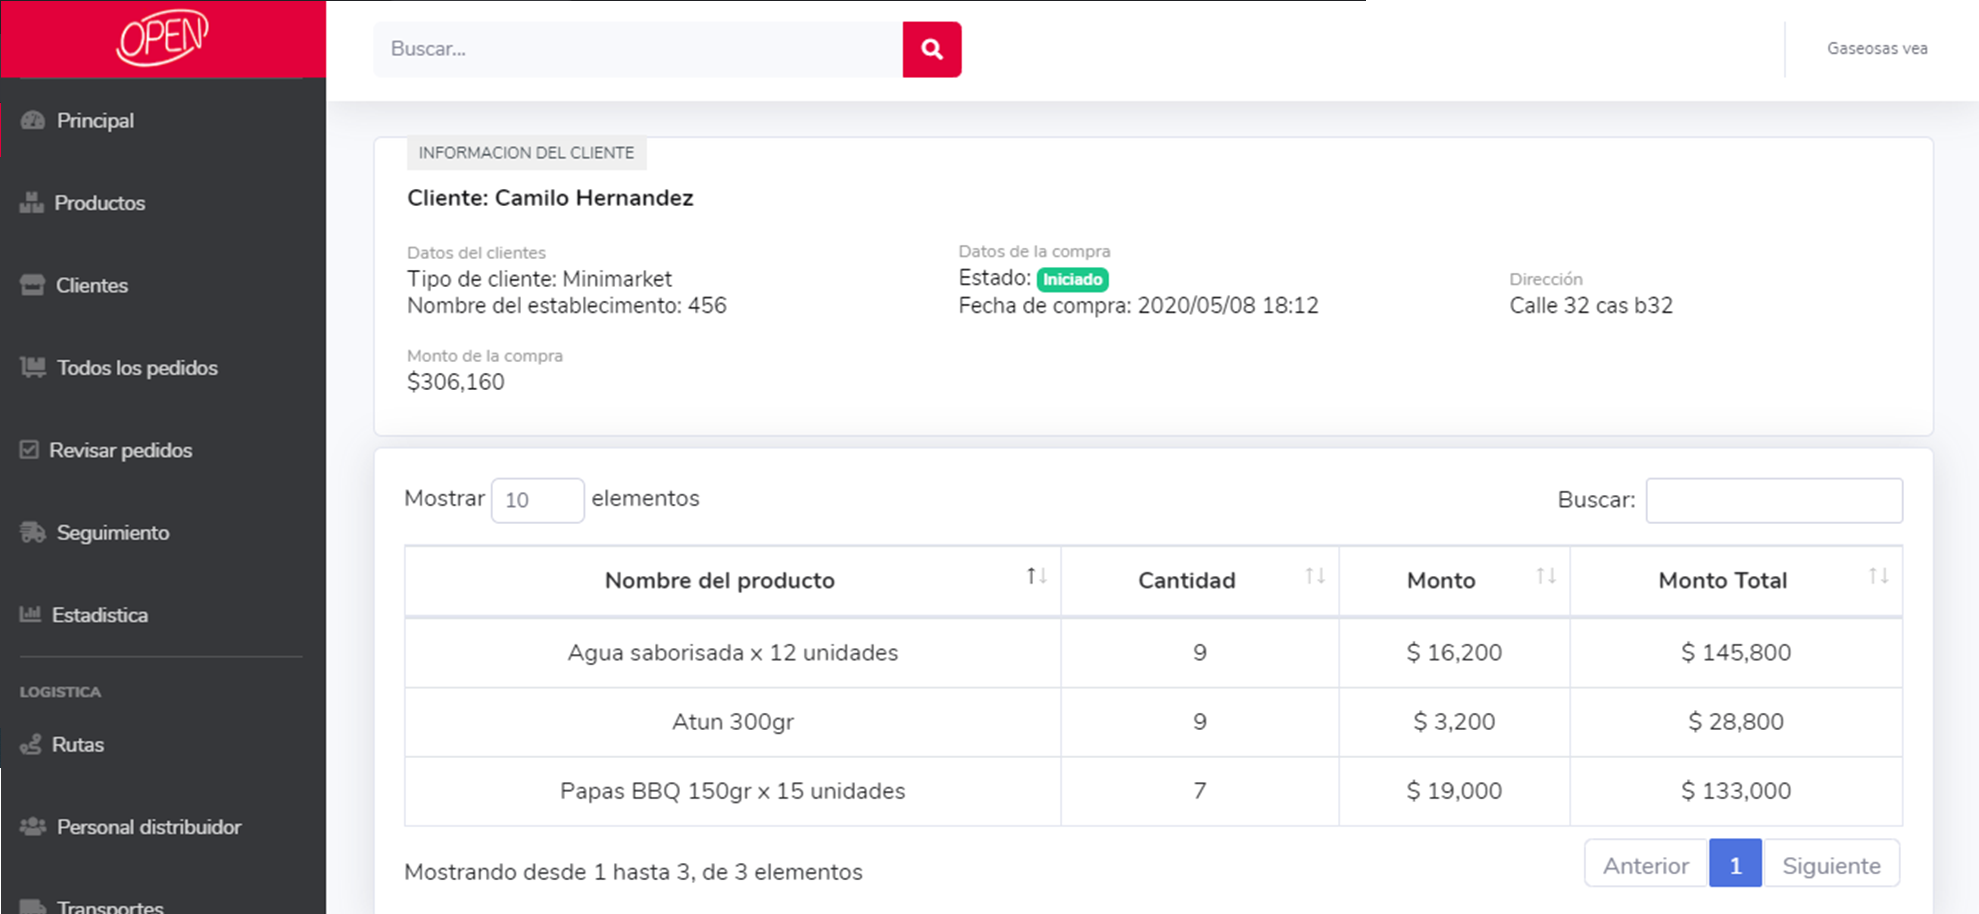 OPEN
Principal
Productos
Clientes
Todos los pedidos
Revisar pedidos
Seguimiento
Estadistica
LOGISTICA
Rutas
Personal distribuidor
Transportes
Buscar...
Gaseosas vea
INFORMACION DEL CLIENTE
Cliente: Camilo Hernandez
Datos del clientes
Tipo de cliente: Minimarket
Nombre del establecimiento: 456
Datos de la compra
Estado: Iniciado
Fecha de compra: 2020/05/08 18:12
Dirección
Calle 32 cas b32
Monto de la compra
$306,160
Mostrar 10 elementos
Buscar:
Nombre del producto Cantidad Monto Monto Total
Agua saborisada x 12 unidades 9 $ 16,200 $ 145,800
Atun 300gr 9 $ 3,200 $ 28,800
Papas BBQ 150gr x 15 unidades 7 $ 19,000 $ 133,000
Mostrando desde 1 hasta 3, de 3 elementos
Anterior 1 Siguiente